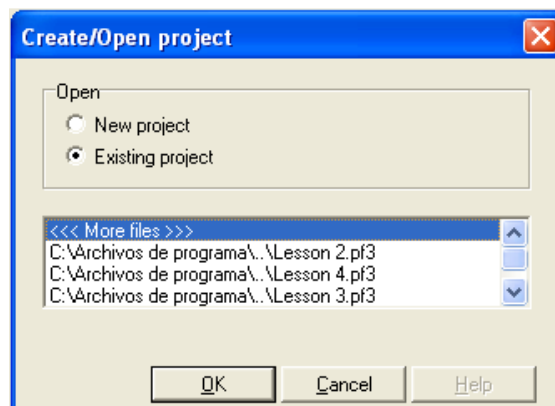 Create/Open project
Open
New project
Existing project
<<< More files >>>
C:\Archivos de programa\..\Lesson 2.pf3
C:\Archivos de programa\..\Lesson 4.pf3
C:\Archivos de programa\..\Lesson 3.pf3
OK Cancel Help